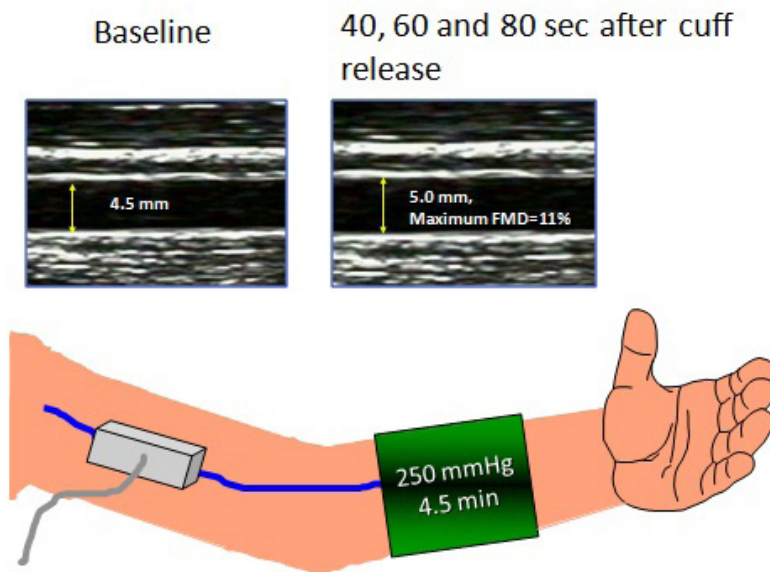 Baseline
40, 60 and 80 sec after cuff
release
4.5 mm
5.0 mm,
Maximum FMD=11%
250 mmHg
4.5 min